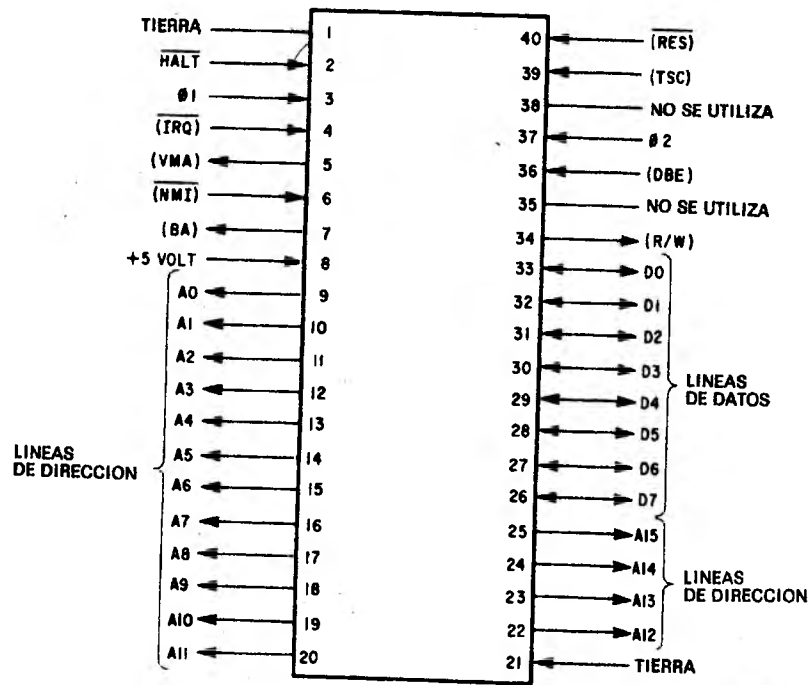 TIERRA 1
HALT 2
Ø1 3
(IRQ) 4
(VMA) 5
(NMI) 6
(BA) 7
+5 VOLT 8
A0 9
A1 10
A2 11
A3 12
A4 13
A5 14
A6 15
A7 16
A8 17
A9 18
A10 19
A11 20
LINEAS
DE DIRECCION
40 (RES)
39 (TSC)
38 NO SE UTILIZA
37 Ø2
36 (DBE)
35 NO SE UTILIZA
34 (R/W)
33 D0
32 D1
31 D2
30 D3
29 D4
28 D5
27 D6
26 D7
LINEAS
DE DATOS
25 A15
24 A14
23 A13
22 A12
LINEAS
DE DIRECCION
21 TIERRA